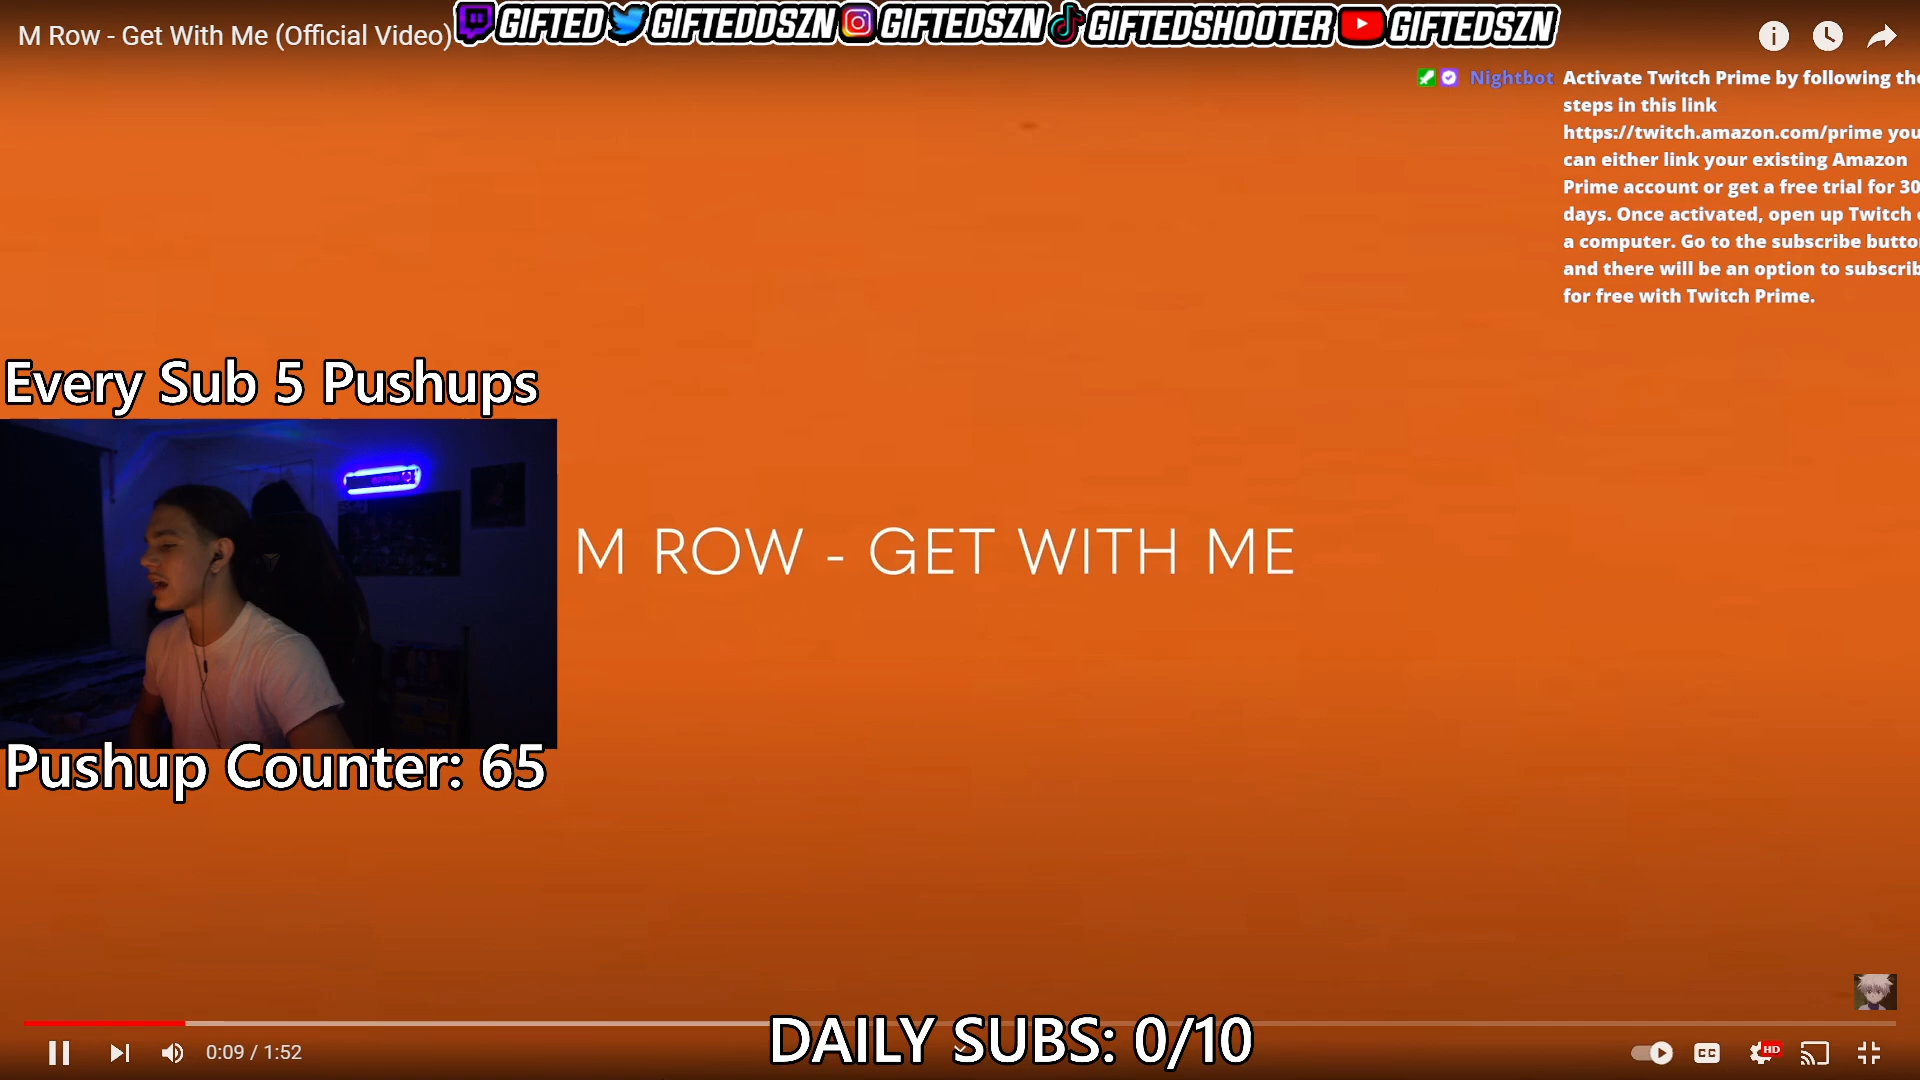 M Row - Get With Me (Official Video)
GIFTED GIFTEDDSZN GIFTEDSZN GIFTEDSHOOTER GIFTEDSZN
Nightbot Activate Twitch Prime by following the
steps in this link
https://twitch.amazon.com/prime you
can either link your existing Amazon
Prime account or get a free trial for 30
days. Once activated, open up Twitch
a computer. Go to the subscribe butto
and there will be an option to subscrib
for free with Twitch Prime.
Every Sub 5 Pushups
M ROW - GET WITH ME
Pushup Counter: 65
DAILY SUBS: 0/10
0:09 / 1:52
CC
HD